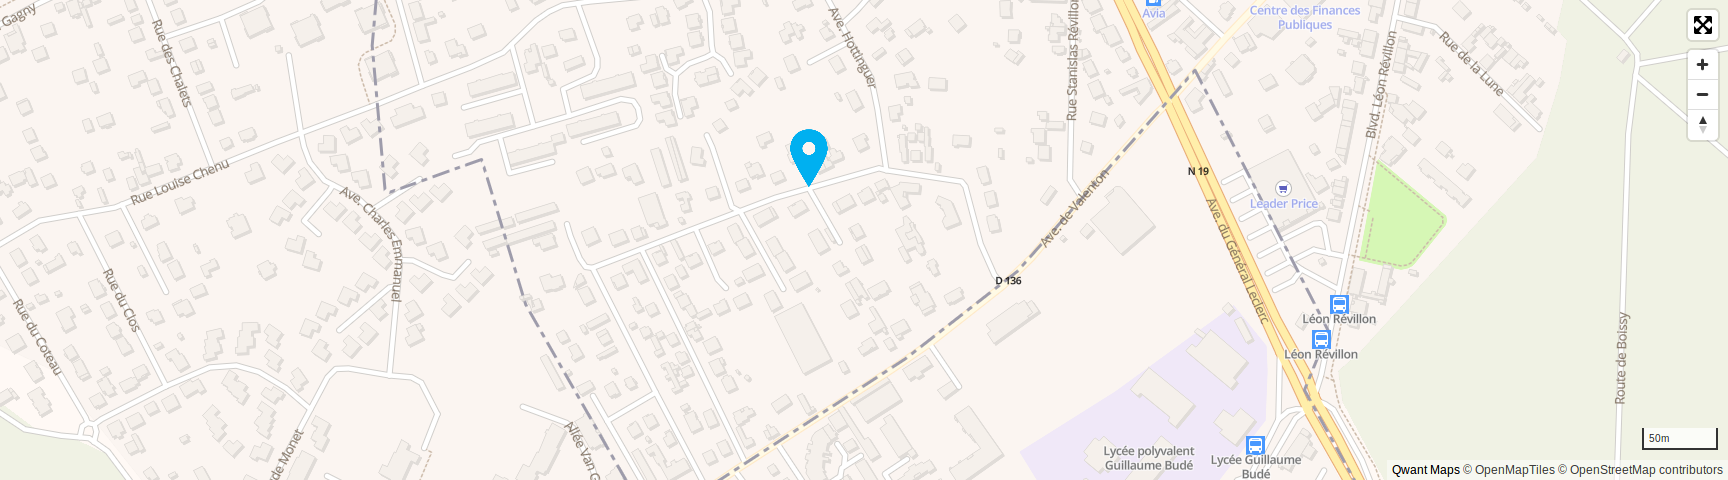 Gagny
Rue des Chalets
Ave. Hottinguer
Rue Stanislas Révillon
Avia
Centre des Finances
Publiques
Blvd. Léon Révillon
Rue de la Lune
Rue Louise Chenu
Ave. Charles Emmanuel
Ave. de Valenton
N 19
Leader Price
Ave. du Général Leclerc
D 136
Rue du Clos
Rue du Coteau
Léon Révillon
Léon Révillon
Route de Boissy
Allée Van G
de Monet
Lycée polyvalent
Guillaume Budé
Lycée Guillaume
Budé
50m
Qwant Maps © OpenMapTiles © OpenStreetMap contributors